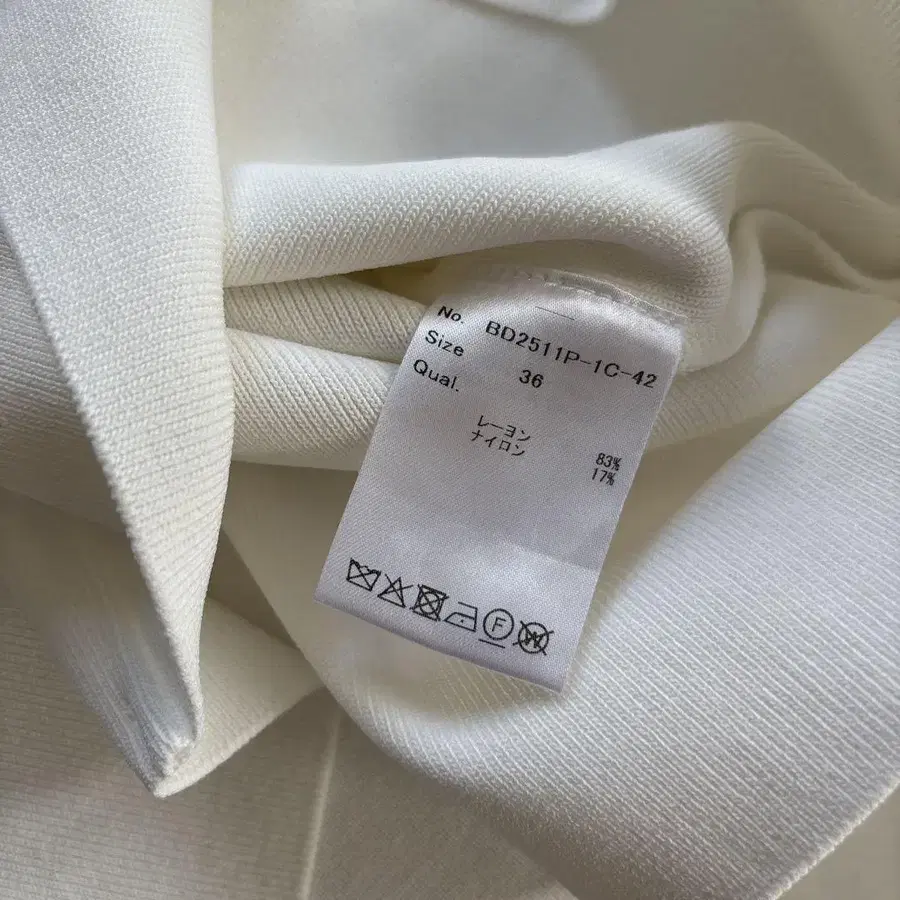 No. BD2511P-1C-42
Size 36
Qual.
レーヨン 83%
ナイロン 17%
F
W